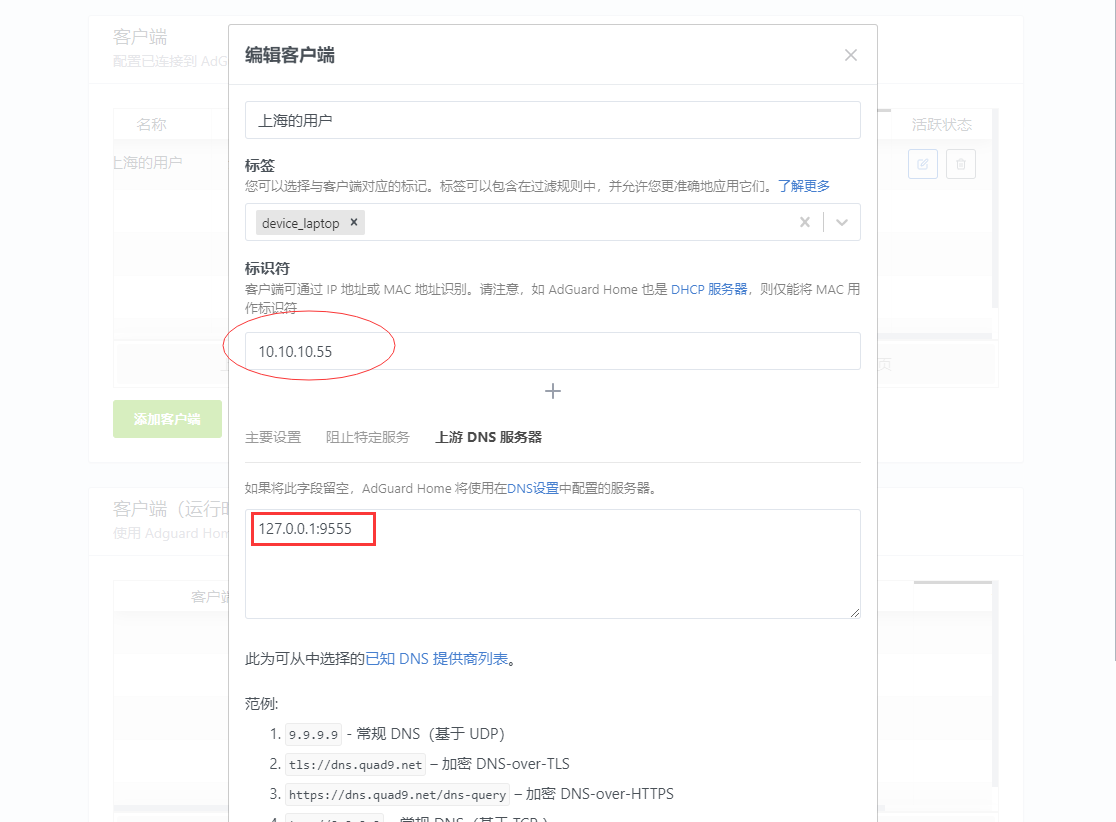 客户端
配置已连接到 AdG
名称
活跃状态
上海的用户
添加客户端
页
客户端（运行时
使用 Adguard Hom
客户端
编辑客户端
上海的用户
标签
您可以选择与客户端对应的标记。标签可以包含在过滤规则中，并允许您更准确地应用它们。了解更多
device_laptop ×
标识符
客户端可通过 IP 地址或 MAC 地址识别。请注意，如 AdGuard Home 也是 DHCP 服务器，则仅能将 MAC 用
作标识符
10.10.10.55
主要设置 阻止特定服务 上游 DNS 服务器
如果将此字段留空，AdGuard Home 将使用在DNS设置中配置的服务器。
127.0.0.1:9555
此为可从中选择的已知 DNS 提供商列表。
范例:
1. 9.9.9.9 - 常规 DNS（基于 UDP）
2. tls://dns.quad9.net – 加密 DNS-over-TLS
3. https://dns.quad9.net/dns-query – 加密 DNS-over-HTTPS